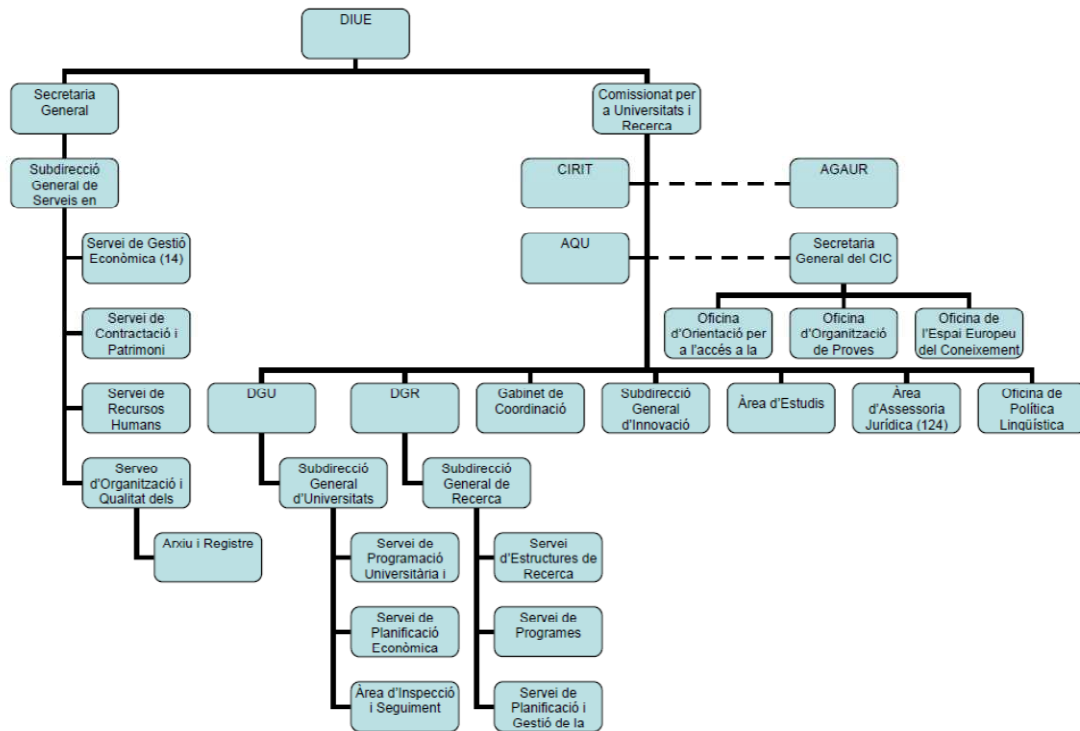 DIUE
Secretaria
General
Comissionat per
a Universitats i
Recerca
Subdirecció
General de
Serveis en
CIRIT
AGAUR
Servei de Gestió
Econòmica (14)
AQU
Secretaria
General del CIC
Servei de
Contractació i
Patrimoni
Oficina
d'Orientació per
a l'accés a la
Oficina
d'Organització
de Proves
Oficina de
l'Espai Europeu
del Coneixement
Servei de
Recursos
Humans
DGU
DGR
Gabinet de
Coordinació
Subdirecció
General
d'Innovació
Àrea d'Estudis
Àrea
d'Assessoria
Jurídica (124)
Oficina de
Política
Lingüística
Serveo
d'Organització i
Qualitat dels
Subdirecció
General
d'Universitats
Subdirecció
General de
Recerca
Arxiu i Registre
Servei de
Programació
Universitària i
Servei
d'Estructures de
Recerca
Servei de
Planificació
Econòmica
Servei de
Programes
Àrea d'Inspecció
i Seguiment
Servei de
Planificació i
Gestió de la